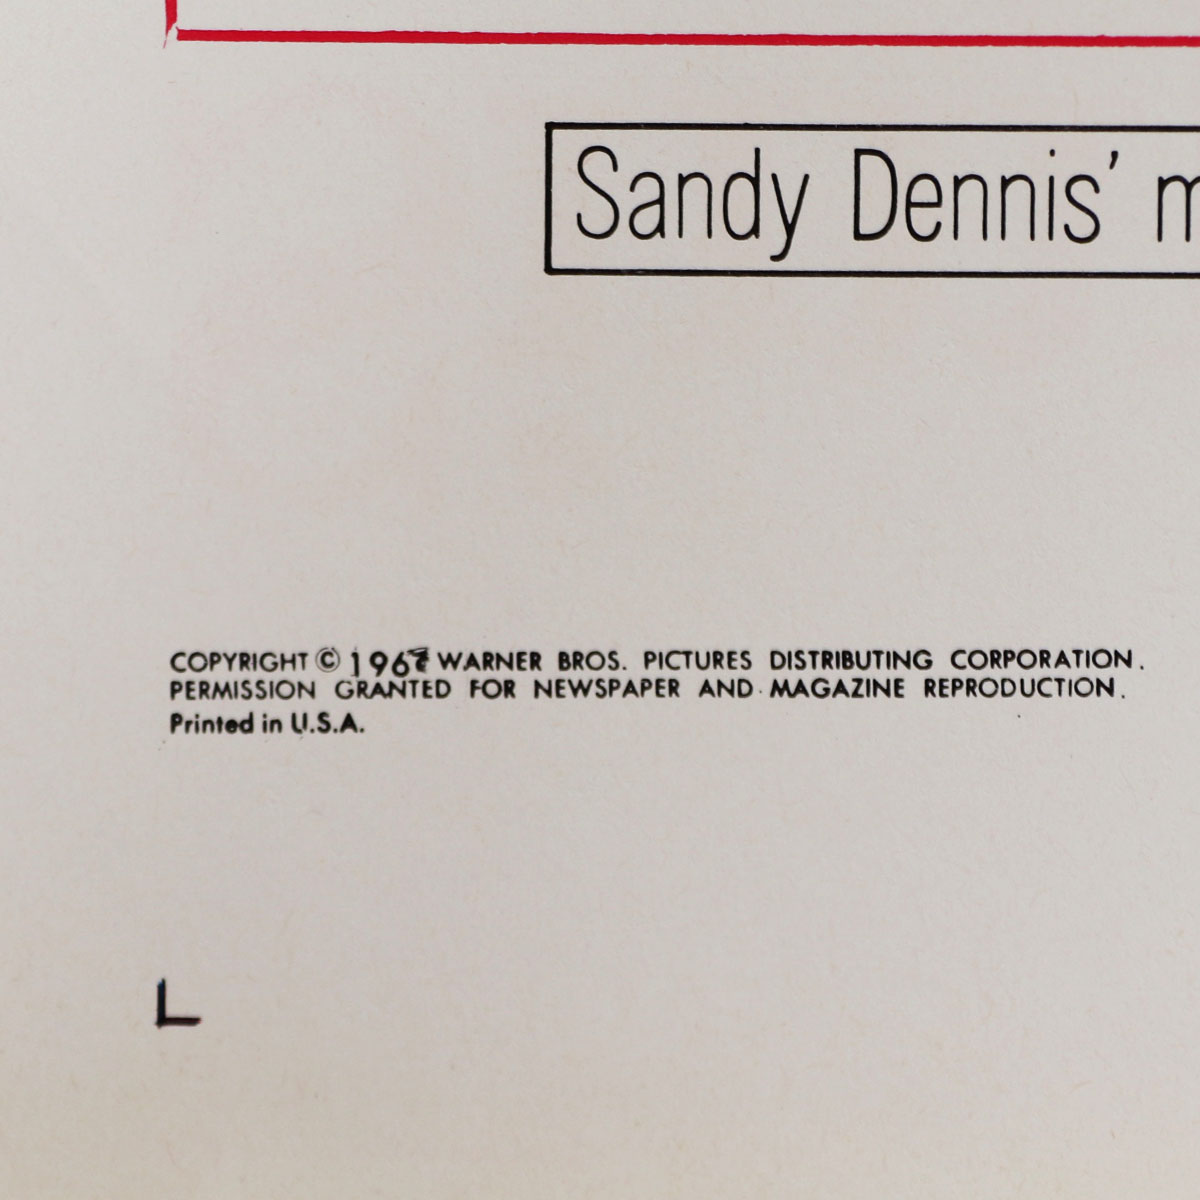 Sandy Dennis’ m
COPYRIGHT © 1967 WARNER BROS. PICTURES DISTRIBUTING CORPORATION.
PERMISSION GRANTED FOR NEWSPAPER AND MAGAZINE REPRODUCTION.
Printed in U.S.A.